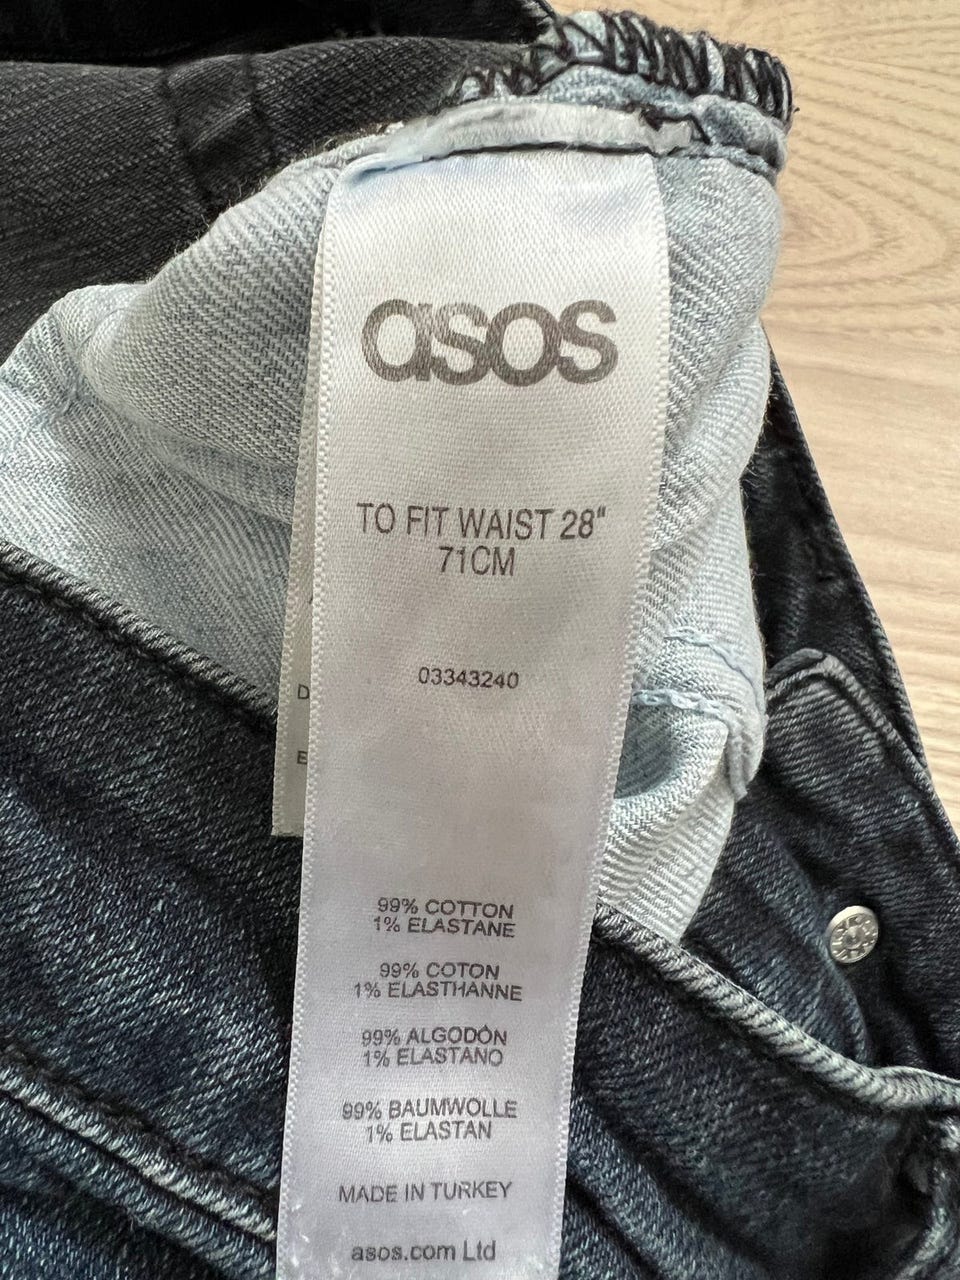 asos
TO FIT WAIST 28"
71CM
03343240
D
E
99% COTTON
1% ELASTANE
99% COTON
1% ELASTHANNE
99% ALGODÓN
1% ELASTANO
99% BAUMWOLLE
1% ELASTAN
MADE IN TURKEY
asos.com Ltd